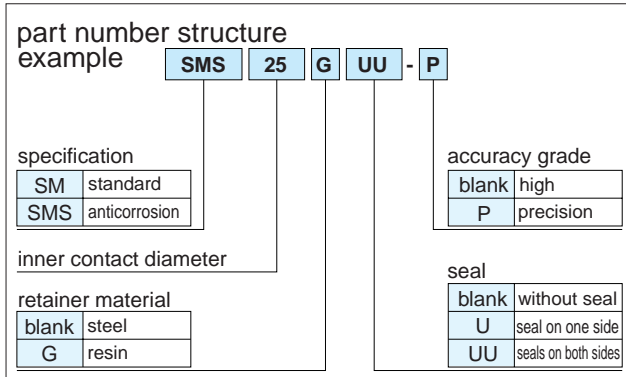 part number structure
example
SMS 25 G UU - P
specification
SM standard
SMS anticorrosion
inner contact diameter
retainer material
blank steel
G resin
accuracy grade
blank high
P precision
seal
blank without seal
U seal on one side
UU seals on both sides